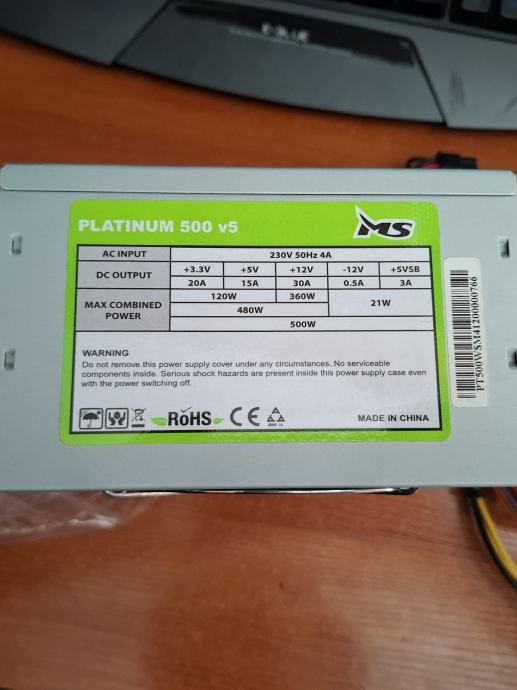 E-BLUE
PLATINUM 500 v5
MS
AC INPUT 230V 50Hz 4A
DC OUTPUT +3.3V +5V +12V -12V +5VSB
20A 15A 30A 0.5A 3A
MAX COMBINED POWER 120W 360W 21W
480W
500W
WARNING
Do not remove this power supply cover under any circumstances. No serviceable
components inside. Serious shock hazards are present inside this power supply case even
with the power switching off.
RoHS CE
MADE IN CHINA
PT500WSM41200000766